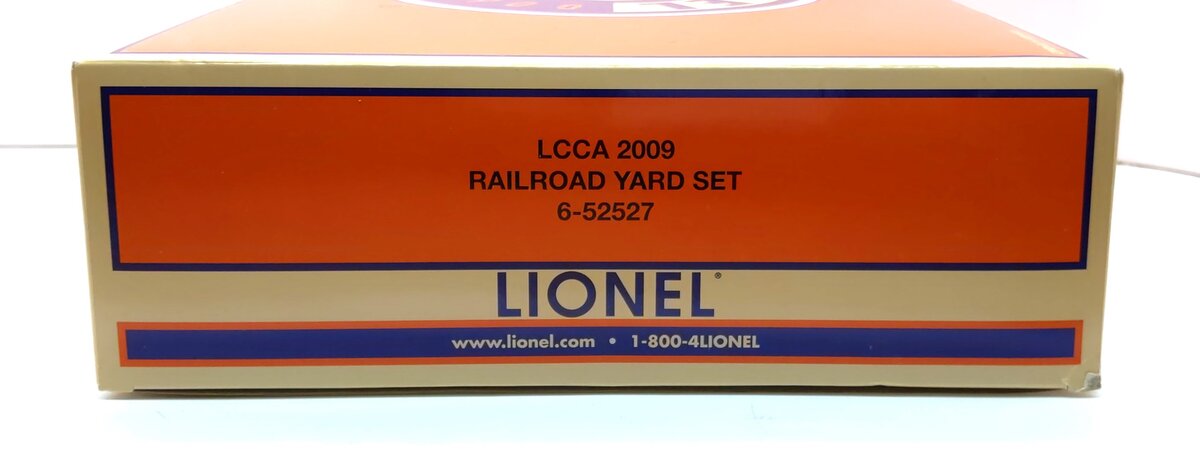 LCCA 2009
RAILROAD YARD SET
6-52527
LIONEL®
www.lionel.com • 1-800-4LIONEL